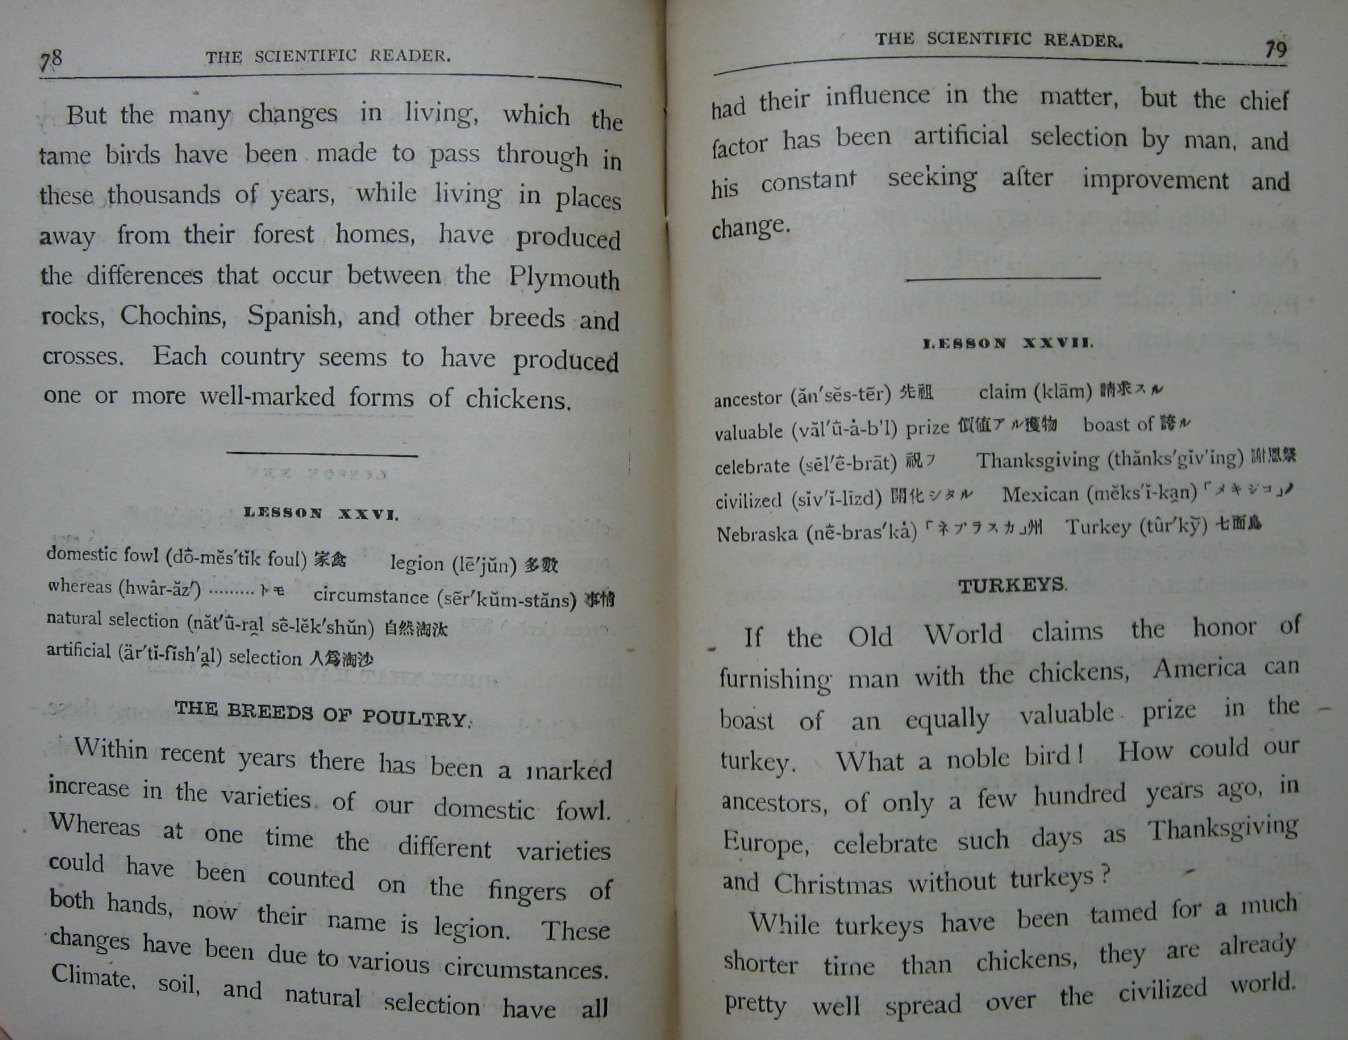 78
THE SCIENTIFIC READER.
But the many changes in living, which the
tame birds have been made to pass through in
these thousands of years, while living in places
away from their forest homes, have produced
the differences that occur between the Plymouth
rocks, Chochins, Spanish, and other breeds and
crosses. Each country seems to have produced
one or more well-marked forms of chickens.
LESSON XXVI.
domestic fowl (dō-mĕs′tĭk foul) 家禽 legion (lē′jŭn) 多數
whereas (hwâr-ăz′) ......... トモ circumstance (sẽr′kŭm-stăns) 事情
natural selection (năt′ū-ral sē-lĕk′shŭn) 自然淘汰
artificial (är′tĭ-fĭsh′al) selection 人爲淘沙
THE BREEDS OF POULTRY.
Within recent years there has been a marked
increase in the varieties of our domestic fowl.
Whereas at one time the different varieties
could have been counted on the fingers of
both hands, now their name is legion. These
changes have been due to various circumstances.
Climate, soil, and natural selection have all
THE SCIENTIFIC READER.
79
had their influence in the matter, but the chief
factor has been artificial selection by man, and
his constant seeking after improvement and
change.
LESSON XXVII.
ancestor (ăn′sĕs-tẽr) 先祖 claim (klām) 請求スル
valuable (văl′ū-å-b'l) prize 價値アル獲物 boast of 誇ル
celebrate (sĕl′ē-brāt) 祝フ Thanksgiving (thănks′gĭv′ĭng) 謝恩祭
civilized (sĭv′ĭ-līzd) 開化シタル Mexican (mĕks′ĭ-kan)「メキシコ」ノ
Nebraska (nē-bras′kå)「ネブラスカ」州 Turkey (tûr′kў) 七面鳥
TURKEYS.
If the Old World claims the honor of
furnishing man with the chickens, America can
boast of an equally valuable prize in the
turkey. What a noble bird! How could our
ancestors, of only a few hundred years ago, in
Europe, celebrate such days as Thanksgiving
and Christmas without turkeys?
While turkeys have been tamed for a much
shorter time than chickens, they are already
pretty well spread over the civilized world.